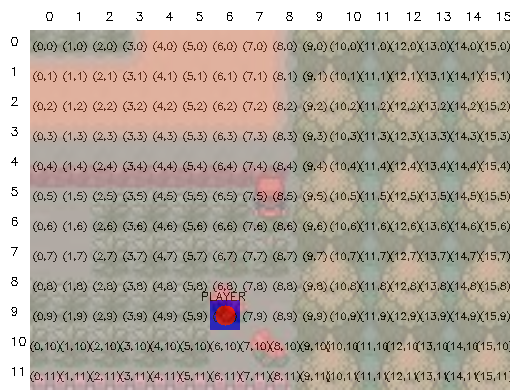 0 1 2 3 4 5 6 7 8 9 10 11 12 13 14 15
0 (0,0) (1,0) (2,0) (3,0) (4,0) (5,0) (6,0) (7,0) (8,0) (9,0) (10,0) (11,0) (12,0) (13,0) (14,0) (15,0)
1 (0,1) (1,1) (2,1) (3,1) (4,1) (5,1) (6,1) (7,1) (8,1) (9,1) (10,1) (11,1) (12,1) (13,1) (14,1) (15,1)
2 (0,2) (1,2) (2,2) (3,2) (4,2) (5,2) (6,2) (7,2) (8,2) (9,2) (10,2) (11,2) (12,2) (13,2) (14,2) (15,2)
3 (0,3) (1,3) (2,3) (3,3) (4,3) (5,3) (6,3) (7,3) (8,3) (9,3) (10,3) (11,3) (12,3) (13,3) (14,3) (15,3)
4 (0,4) (1,4) (2,4) (3,4) (4,4) (5,4) (6,4) (7,4) (8,4) (9,4) (10,4) (11,4) (12,4) (13,4) (14,4) (15,4)
5 (0,5) (1,5) (2,5) (3,5) (4,5) (5,5) (6,5) (7,5) (8,5) (9,5) (10,5) (11,5) (12,5) (13,5) (14,5) (15,5)
6 (0,6) (1,6) (2,6) (3,6) (4,6) (5,6) (6,6) (7,6) (8,6) (9,6) (10,6) (11,6) (12,6) (13,6) (14,6) (15,6)
7 (0,7) (1,7) (2,7) (3,7) (4,7) (5,7) (6,7) (7,7) (8,7) (9,7) (10,7) (11,7) (12,7) (13,7) (14,7) (15,7)
8 (0,8) (1,8) (2,8) (3,8) (4,8) (5,8) (6,8) (7,8) (8,8) (9,8) (10,8) (11,8) (12,8) (13,8) (14,8) (15,8)
PLAYER
9 (0,9) (1,9) (2,9) (3,9) (4,9) (5,9) (7,9) (8,9) (9,9) (10,9) (11,9) (12,9) (13,9) (14,9) (15,9)
10 (0,10) (1,10) (2,10) (3,10) (4,10) (5,10) (6,10) (7,10) (8,10) (9,10) (10,10) (11,10) (12,10) (13,10) (14,10) (15,10)
11 (0,11) (1,11) (2,11) (3,11) (4,11) (5,11) (6,11) (7,11) (8,11) (9,11) (10,11) (11,11) (12,11) (13,11) (14,11) (15,11)